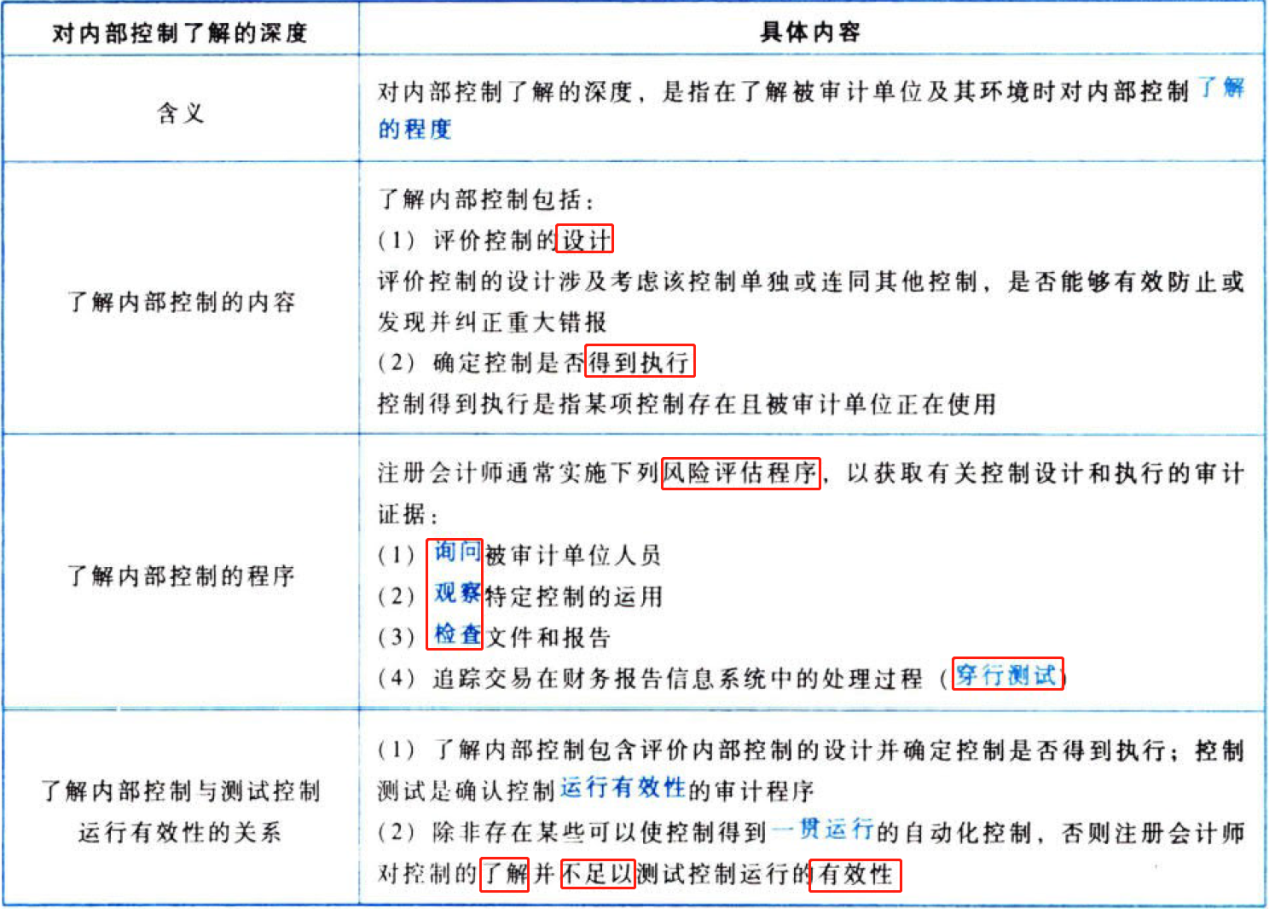 对内部控制了解的深度
具体内容
含义
对内部控制了解的深度，是指在了解被审计单位及其环境时对内部控制了解
的程度
了解内部控制的内容
了解内部控制包括：
(1) 评价控制的设计
评价控制的设计涉及考虑该控制单独或连同其他控制，是否能够有效防止或
发现并纠正重大错报
(2) 确定控制是否得到执行
控制得到执行是指某项控制存在且被审计单位正在使用
了解内部控制的程序
注册会计师通常实施下列风险评估程序，以获取有关控制设计和执行的审计
证据：
(1) 询问被审计单位人员
(2) 观察特定控制的运用
(3) 检查文件和报告
(4) 追踪交易在财务报告信息系统中的处理过程（穿行测试）
了解内部控制与测试控制
运行有效性的关系
(1) 了解内部控制包含评价内部控制的设计并确定控制是否得到执行；控制
测试是确认控制运行有效性的审计程序
(2) 除非存在某些可以使控制得到一贯运行的自动化控制，否则注册会计师
对控制的了解并不足以测试控制运行的有效性